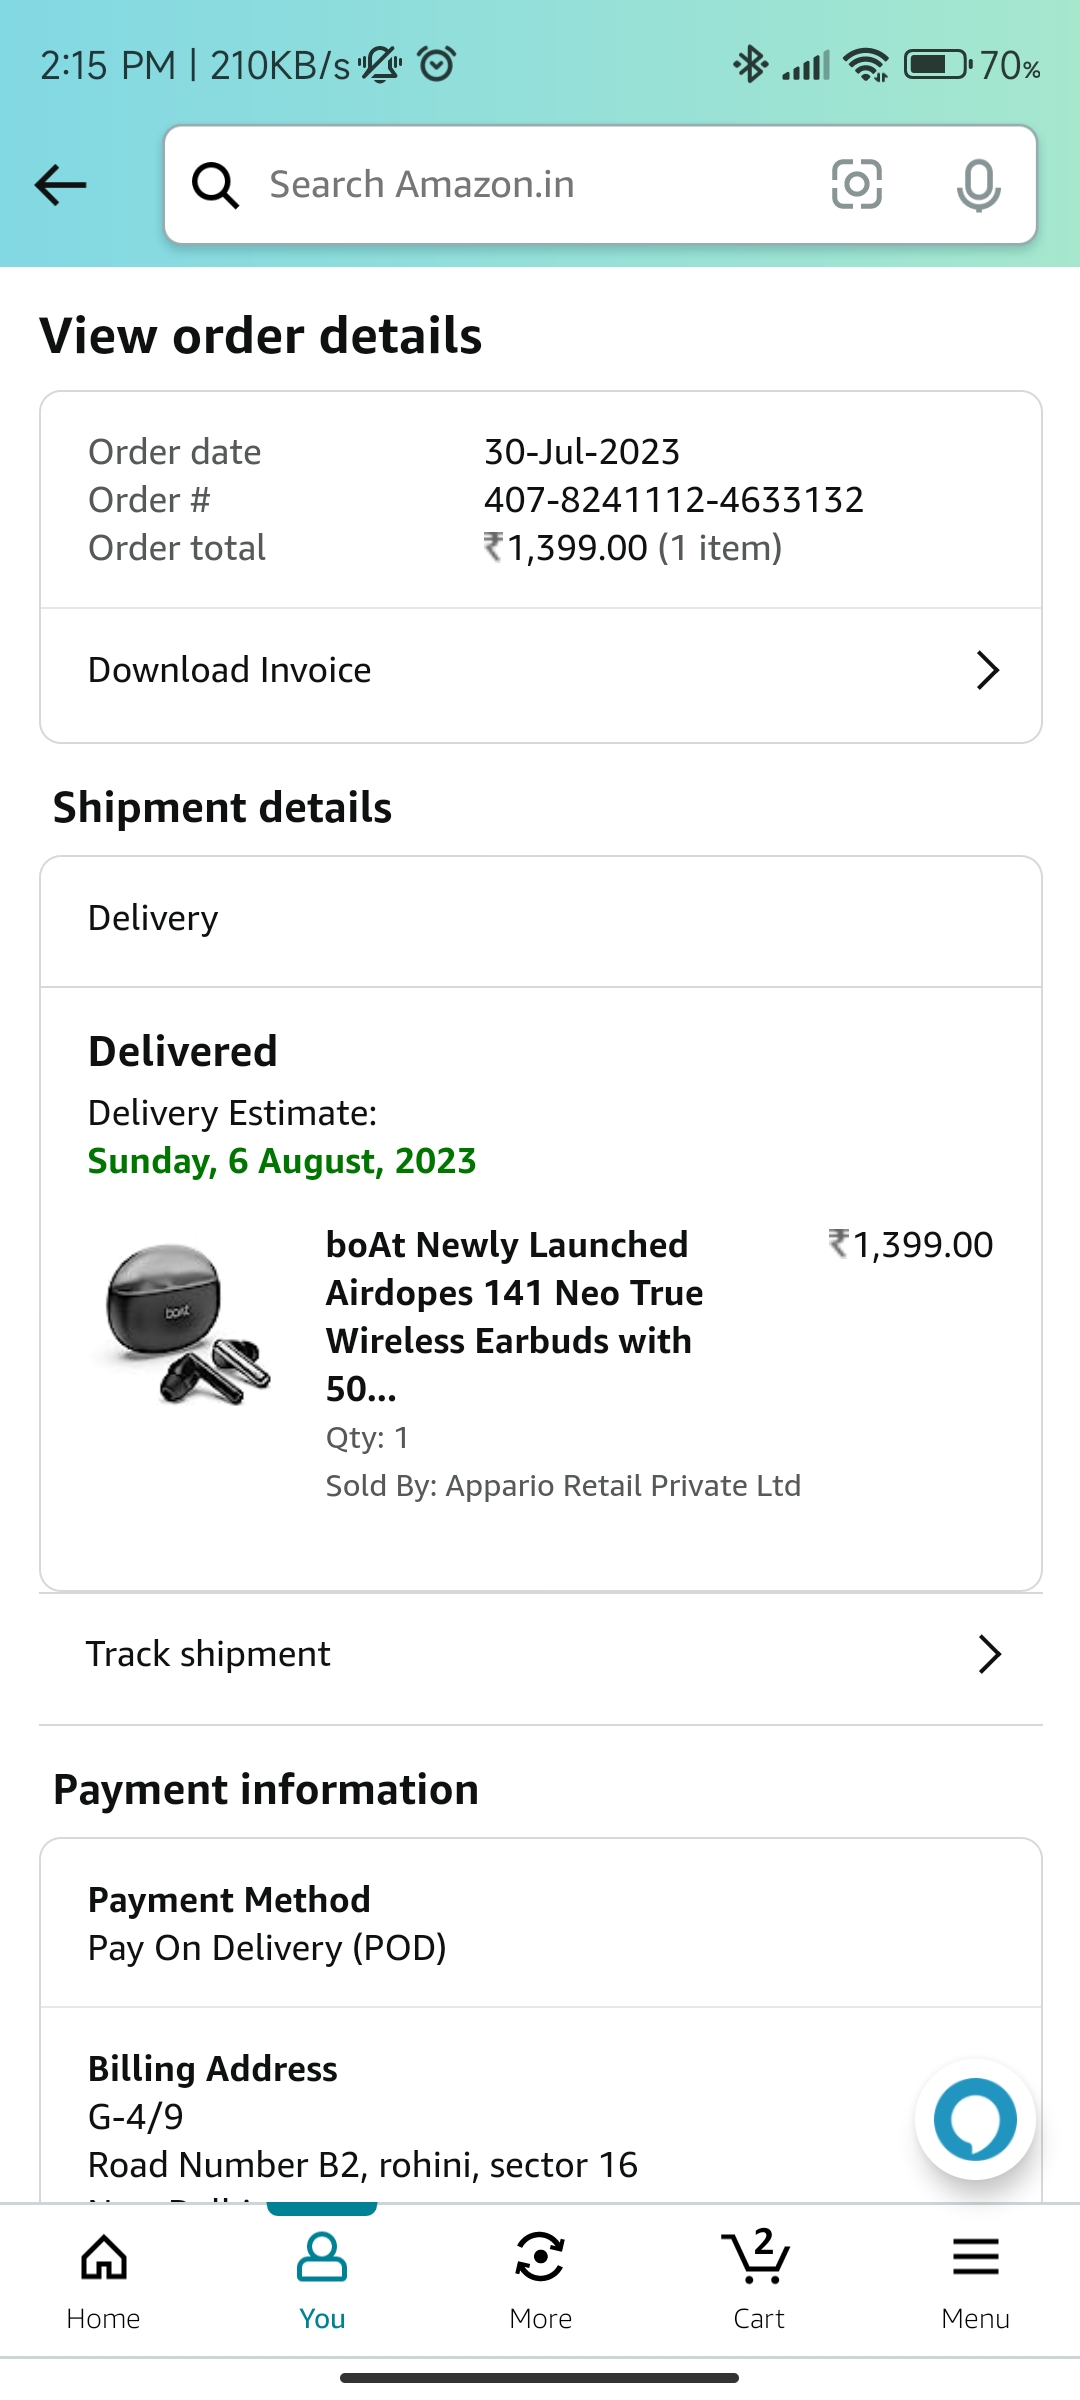 2:15 PM | 210KB/s
70%
Search Amazon.in
View order details
Order date 30-Jul-2023
Order # 407-8241112-4633132
Order total ₹1,399.00 (1 item)
Download Invoice
Shipment details
Delivery
Delivered
Delivery Estimate:
Sunday, 6 August, 2023
boAt Newly Launched ₹1,399.00
Airdopes 141 Neo True
Wireless Earbuds with
50...
Qty: 1
Sold By: Appario Retail Private Ltd
boAt
Track shipment
Payment information
Payment Method
Pay On Delivery (POD)
Billing Address
G-4/9
Road Number B2, rohini, sector 16
2
Home You More Cart Menu